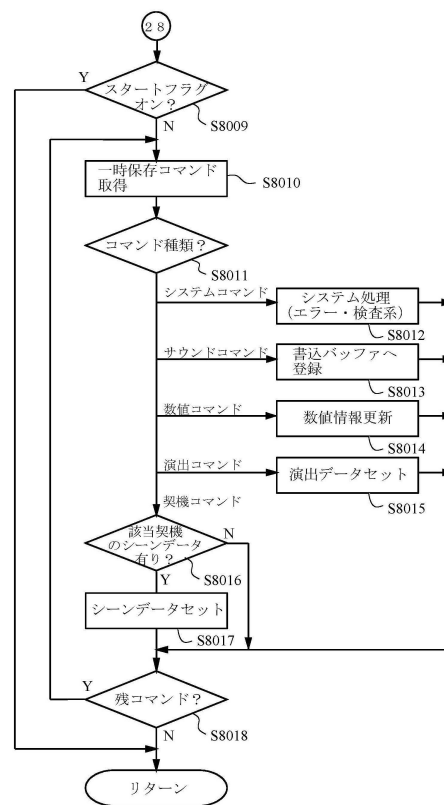 28
Y
スタートフラグ
オン？
S8009
N
一時保存コマンド
取得
S8010
コマンド種類？
S8011
システムコマンド
システム処理
(エラー・検査系)
S8012
サウンドコマンド
書込バッファへ
登録
S8013
数値コマンド
数値情報更新
S8014
演出コマンド
演出データセット
S8015
契機コマンド
該当契機
のシーンデータ
有り？
N
S8016
Y
シーンデータセット
S8017
Y
残コマンド？
S8018
N
リターン